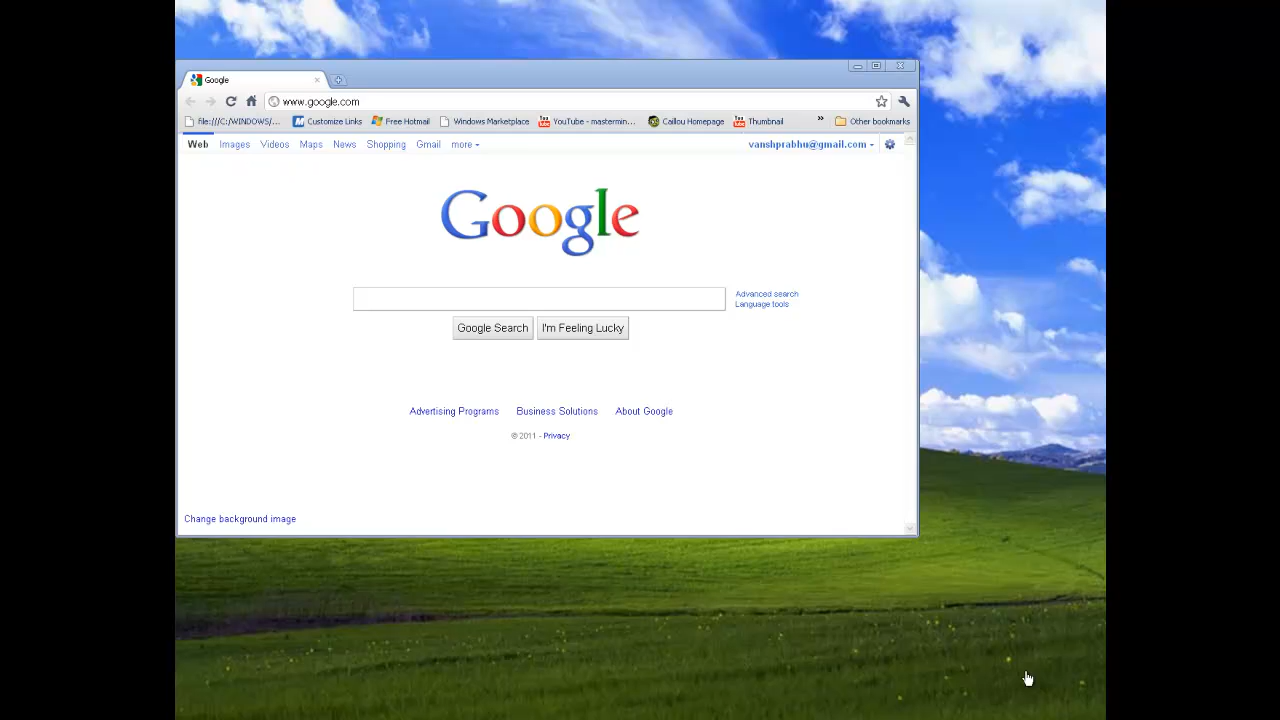 Google
www.google.com
file:///C:/WINDOWS/... Customize Links Free Hotmail Windows Marketplace YouTube - mastermin... Caillou Homepage Thumbnail » Other bookmarks
Web Images Videos Maps News Shopping Gmail more vanshprabhu@gmail.com
Google
Advanced search
Language tools
Google Search I'm Feeling Lucky
Advertising Programs Business Solutions About Google
© 2011 - Privacy
Change background image